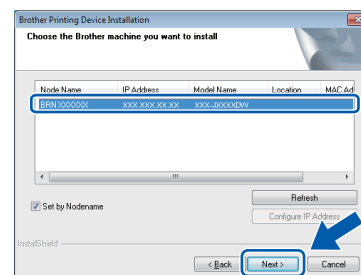 Brother Printing Device Installation
Choose the Brother machine you want to install
Node Name IP Address Model Name Location MAC Ad
BRN XXXXXX XXX.XXX.XX.XX XXX-JXXXXDW
Set by Nodename
Refresh
Configure IP Address
InstallShield
< Back Next > Cancel